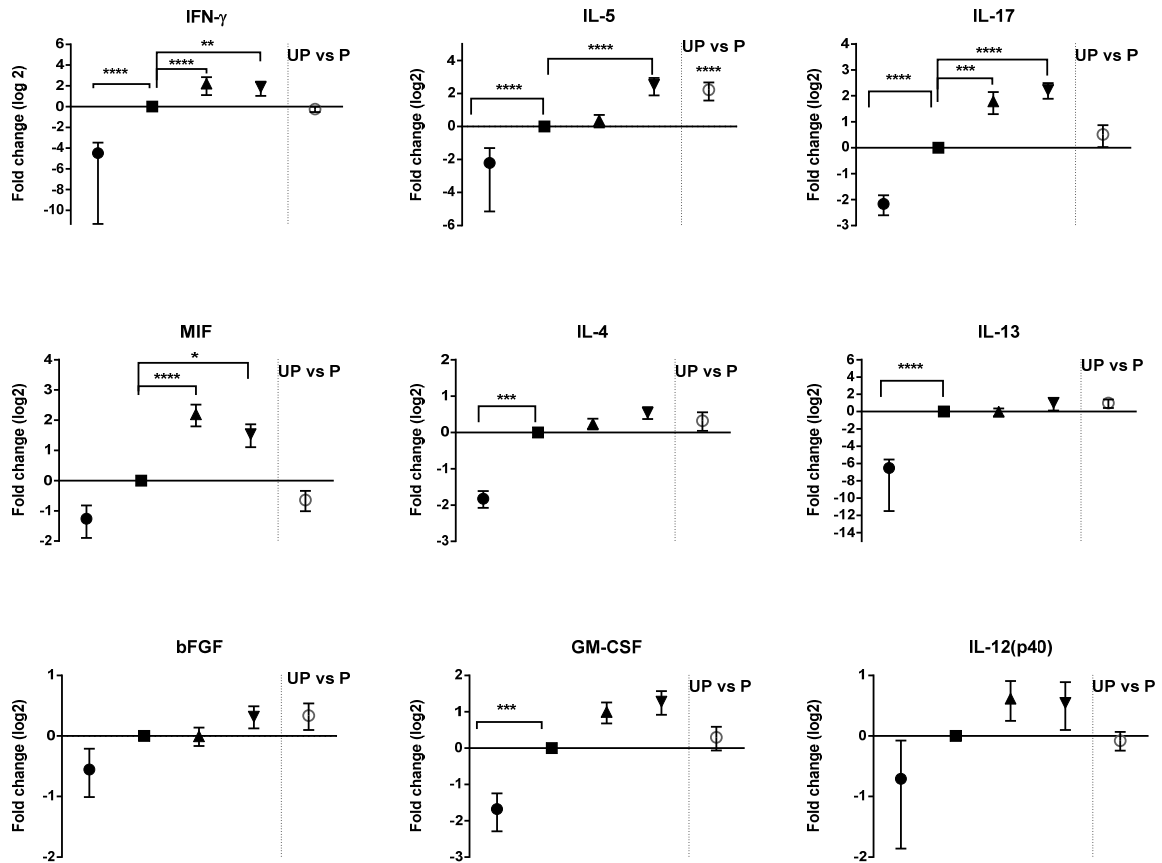 IFN-γ
Fold change (log 2)
6
4
2
0
-2
-4
-6
-8
-10
****
****
**
UP vs P
IL-5
Fold change (log2)
4
2
0
-2
-4
-6
****
****
UP vs P
****
IL-17
Fold change (log2)
4
3
2
1
0
-1
-2
-3
****
***
****
UP vs P
MIF
Fold change (log2)
4
3
2
1
0
-1
-2
****
*
UP vs P
IL-4
Fold change (log2)
2
1
0
-1
-2
-3
***
UP vs P
IL-13
Fold change (log2)
6
4
2
0
-2
-4
-6
-8
-10
-12
-14
****
UP vs P
bFGF
Fold change (log2)
1
0
-1
-2
UP vs P
GM-CSF
Fold change (log2)
2
1
0
-1
-2
-3
***
UP vs P
IL-12(p40)
Fold change (log2)
1
0
-1
-2
UP vs P